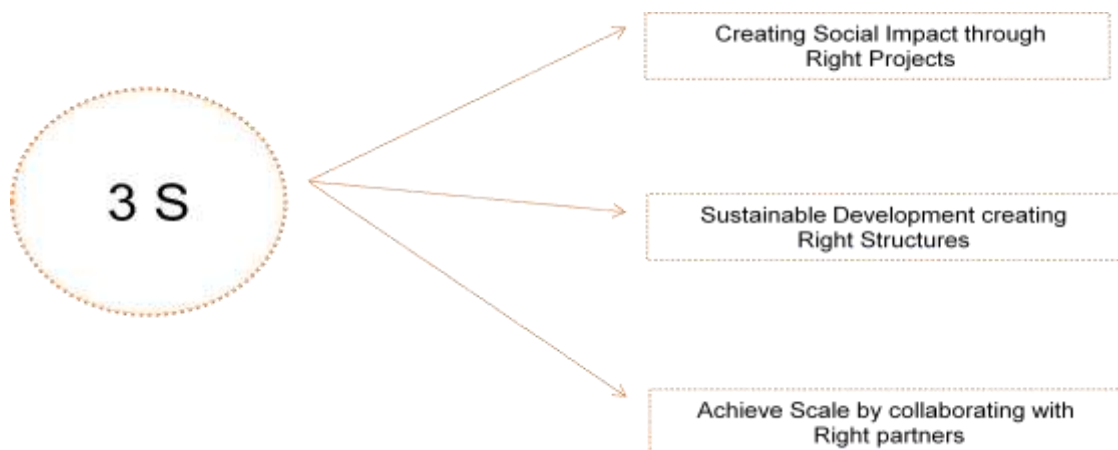 3 S
Creating Social Impact through
Right Projects
Sustainable Development creating
Right Structures
Achieve Scale by collaborating with
Right partners